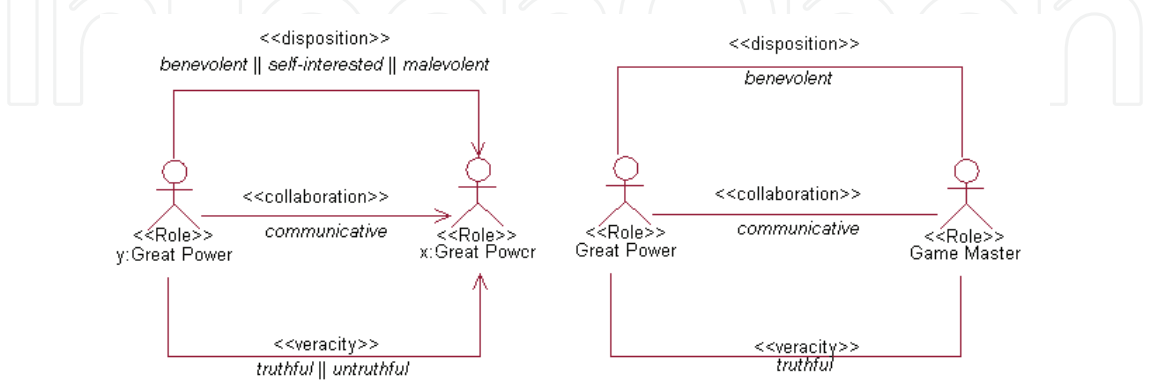 <<disposition>>
benevolent || self-interested || malevolent
<<collaboration>>
communicative
<<Role>>
y:Great Power
<<Role>>
x:Great Powcr
<<veracity>>
truthful || untruthful
<<disposition>>
benevolent
<<collaboration>>
communicative
<<Role>>
Great Power
<<Role>>
Game Master
<<veracity>>
truthful